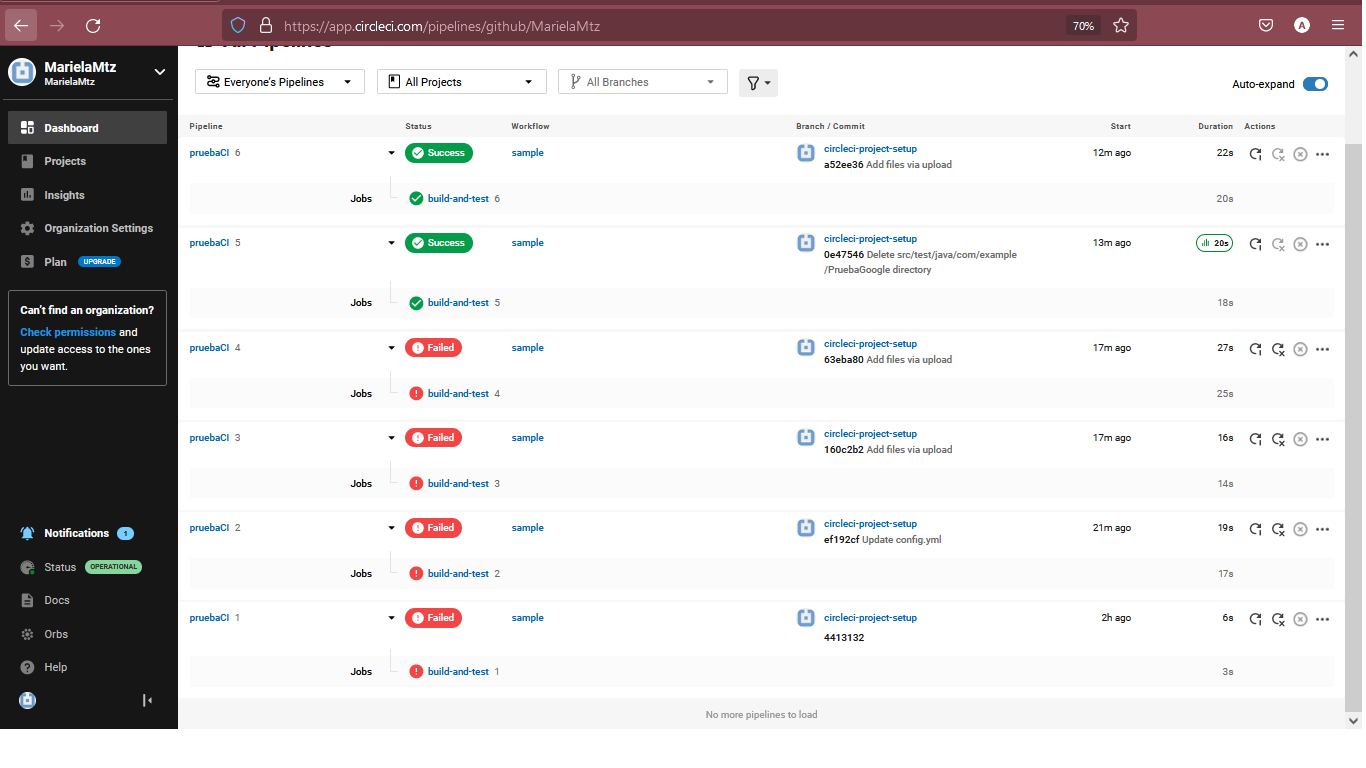 https://app.circleci.com/pipelines/github/MarielaMtz
70%
A
MarielaMtz
MarielaMtz
Dashboard
Projects
Insights
Organization Settings
Plan UPGRADE
Can't find an organization?
Check permissions and
update access to the ones
you want.
Notifications 1
Status OPERATIONAL
Docs
Orbs
Help
All Pipelines
Everyone's Pipelines All Projects All Branches
Auto-expand
Pipeline Status Workflow Branch / Commit Start Duration Actions
pruebaCI 6 Success sample circleci-project-setup 12m ago 22s
a52ee36 Add files via upload
Jobs build-and-test 6 20s
pruebaCI 5 Success sample circleci-project-setup 13m ago 20s
0e47546 Delete src/test/java/com/example
/PruebaGoogle directory
Jobs build-and-test 5 18s
pruebaCI 4 Failed sample circleci-project-setup 17m ago 27s
63eba80 Add files via upload
Jobs build-and-test 4 25s
pruebaCI 3 Failed sample circleci-project-setup 17m ago 16s
160c2b2 Add files via upload
Jobs build-and-test 3 14s
pruebaCI 2 Failed sample circleci-project-setup 21m ago 19s
ef192cf Update config.yml
Jobs build-and-test 2 17s
pruebaCI 1 Failed sample circleci-project-setup 2h ago 6s
4413132
Jobs build-and-test 1 3s
No more pipelines to load